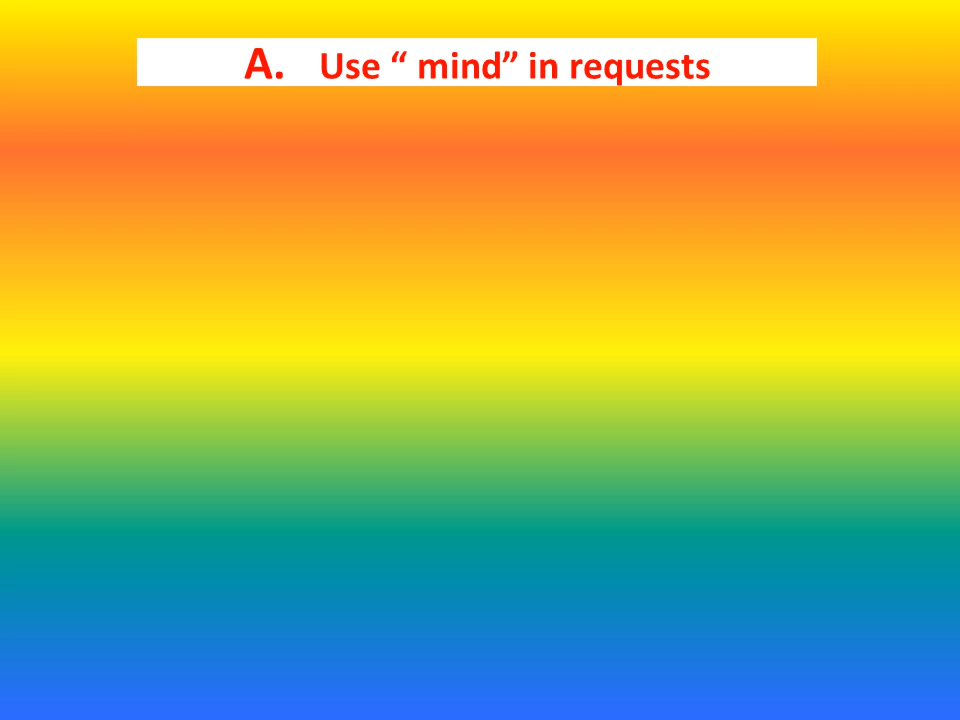 A. Use “ mind” in requests